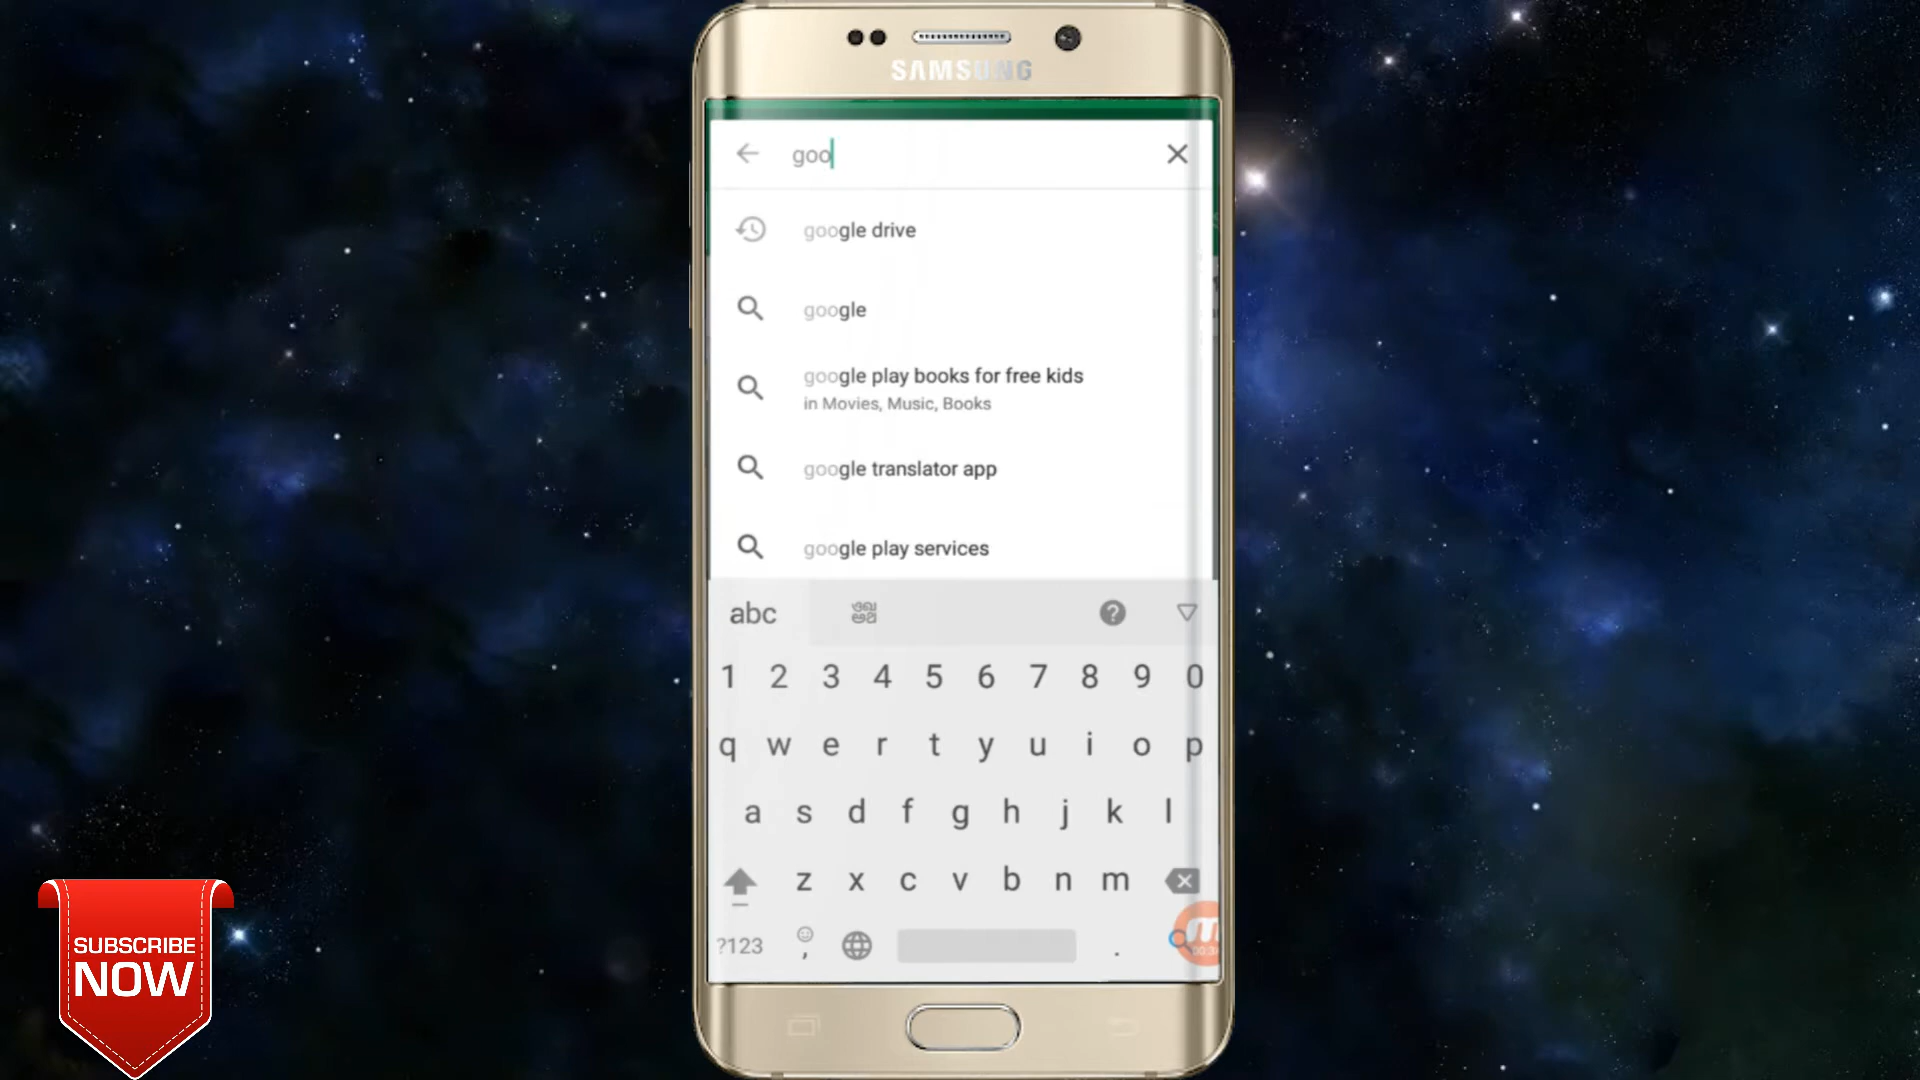 SAMSUNG
goo
google drive
google
google play books for free kids
in Movies, Music, Books
google translator app
google play services
abc
1 2 3 4 5 6 7 8 9 0
q w e r t y u i o p
a s d f g h j k l
z x c v b n m
?123 , .
SUBSCRIBE
NOW